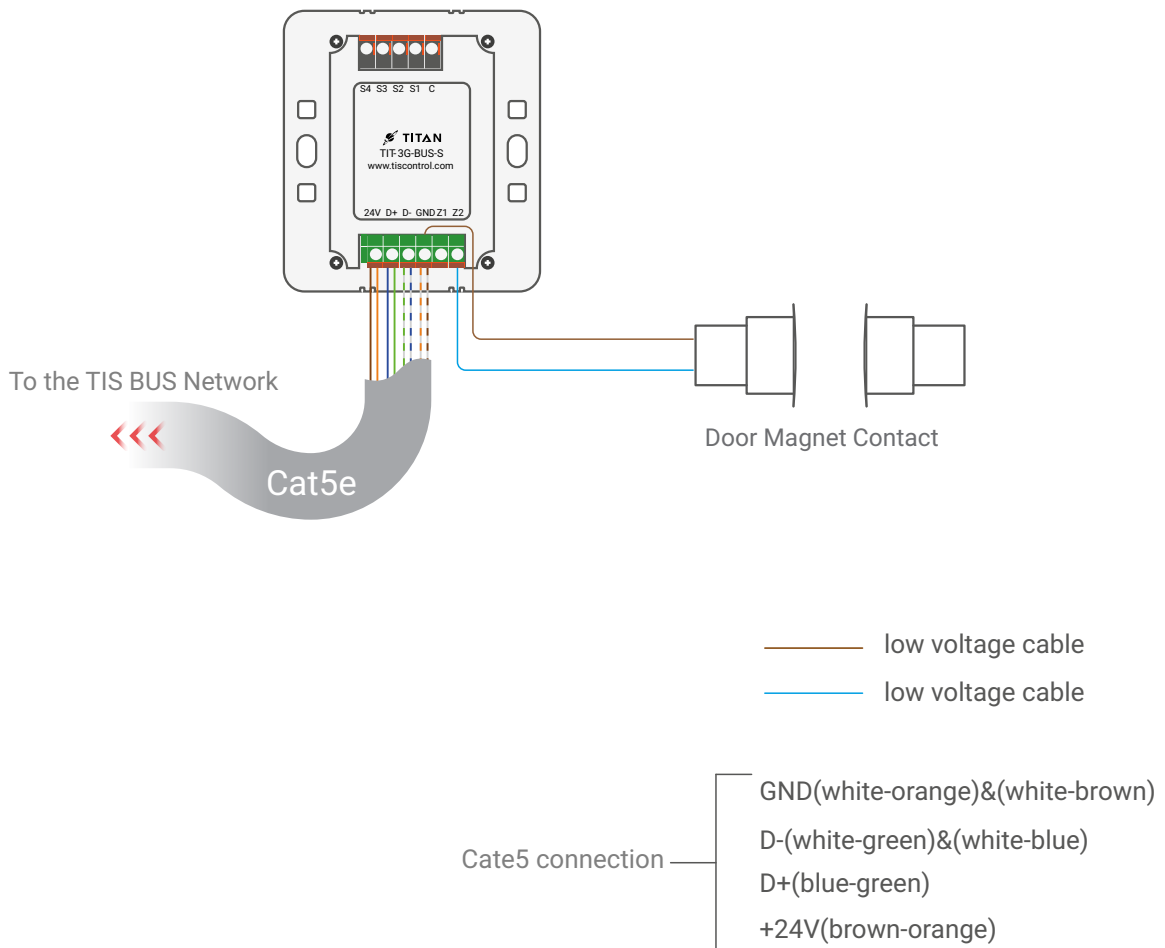 S4 S3 S2 S1 C
TITAN
TIT-3G-BUS-S
www.tiscontrol.com
24V D+ D- GND Z1 Z2
To the TIS BUS Network
Door Magnet Contact
Cat5e
low voltage cable
low voltage cable
GND(white-orange)&(white-brown)
D-(white-green)&(white-blue)
Cate5 connection
D+(blue-green)
+24V(brown-orange)